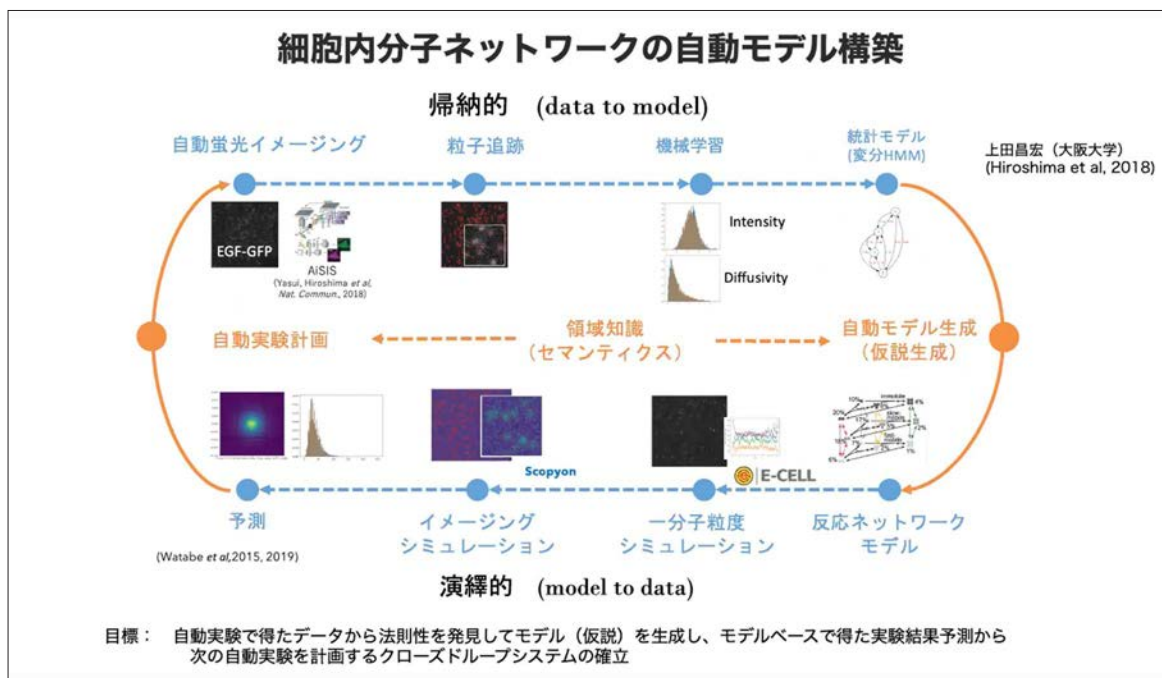 細胞内分子ネットワークの自動モデル構築
帰納的 (data to model)
自動蛍光イメージング
粒子追跡
機械学習
統計モデル
(変分HMM)
上田昌宏（大阪大学）
(Hiroshima et al, 2018)
EGF-GFP
AiSIS
(Yasui, Hiroshima et al,
Nat. Commun., 2018)
Intensity
Diffusivity
自動実験計画
領域知識
（セマンティクス）
自動モデル生成
（仮説生成）
10%
4%
immobile
20%
17%
2%
18%
7%
6%
1%
Scopyon
E-CELL
予測
イメージング
シミュレーション
一分子粒度
シミュレーション
反応ネットワーク
モデル
(Watabe et al,2015, 2019)
演繹的 (model to data)
目標： 自動実験で得たデータから法則性を発見してモデル（仮説）を生成し、モデルベースで得た実験結果予測から
次の自動実験を計画するクローズドループシステムの確立